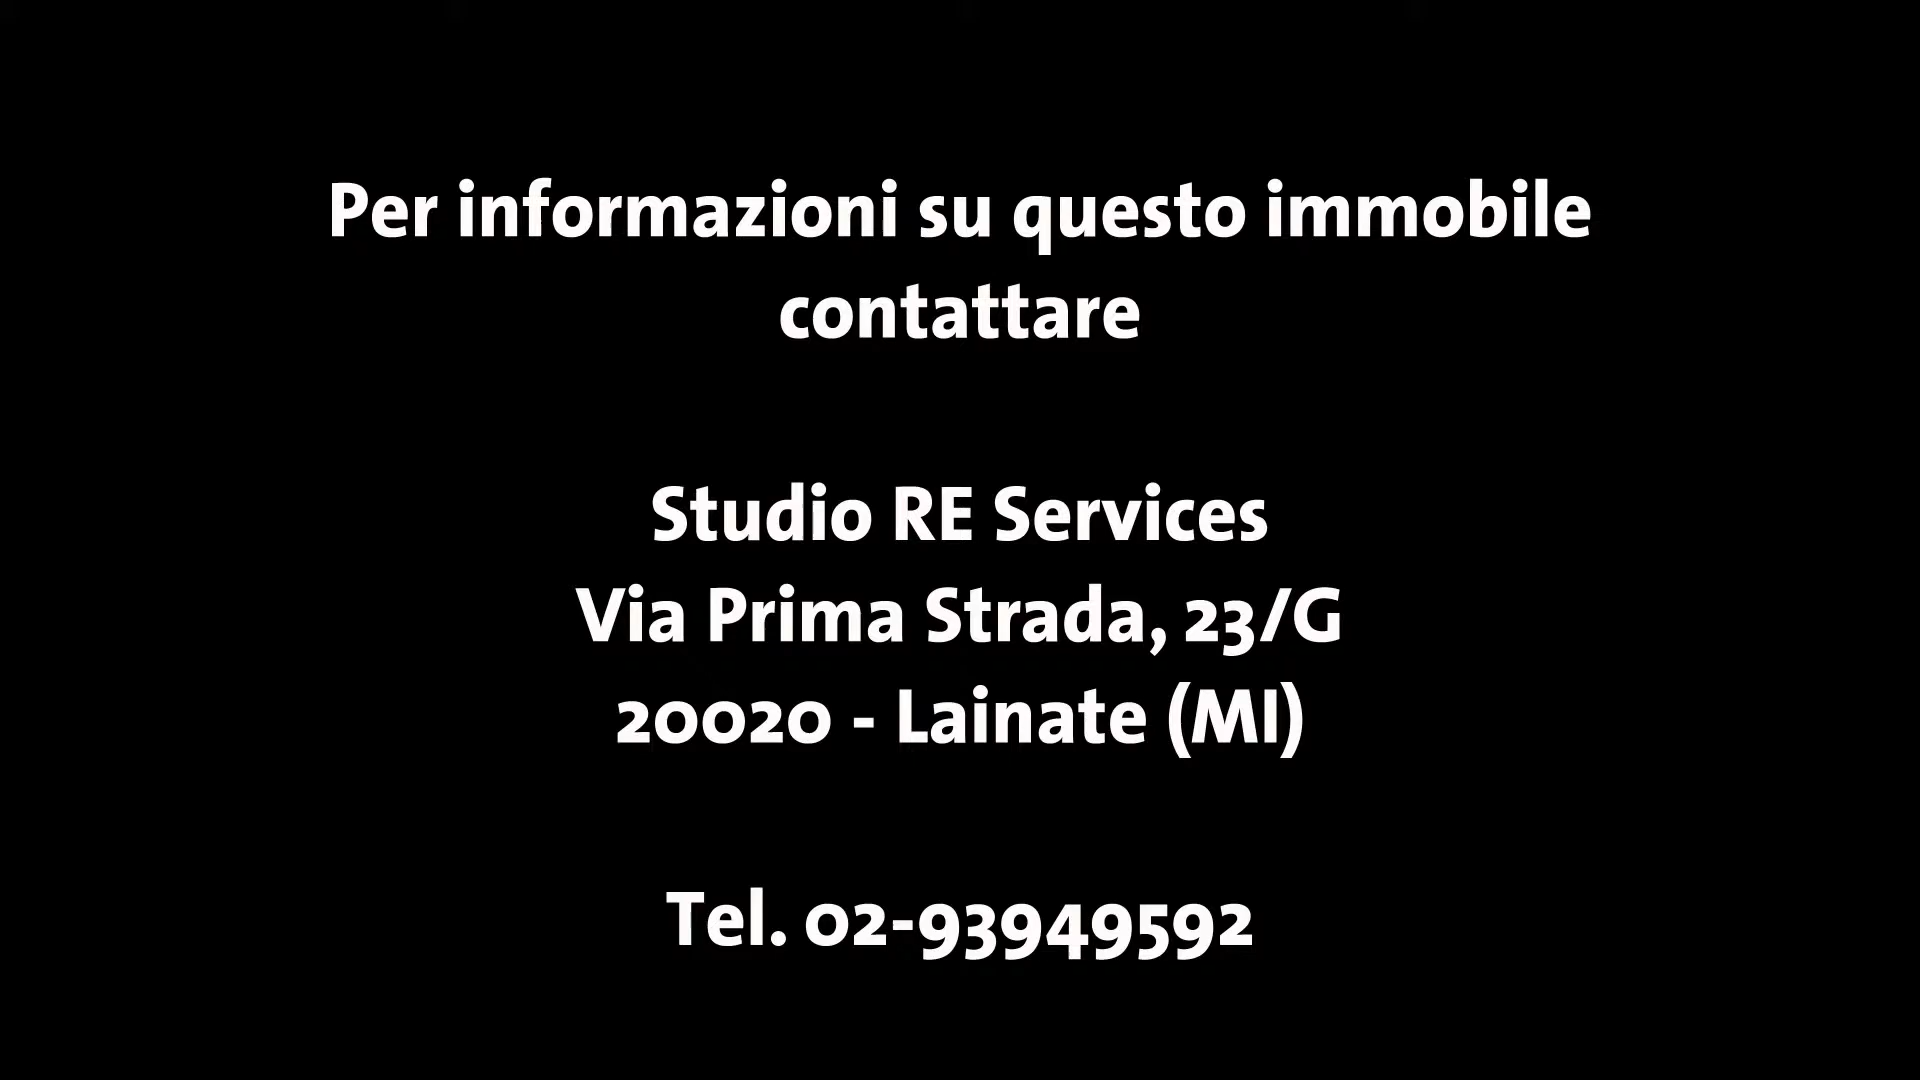 Per informazioni su questo immobile
contattare
Studio RE Services
Via Prima Strada, 23/G
20020 - Lainate (MI)
Tel. 02-93949592